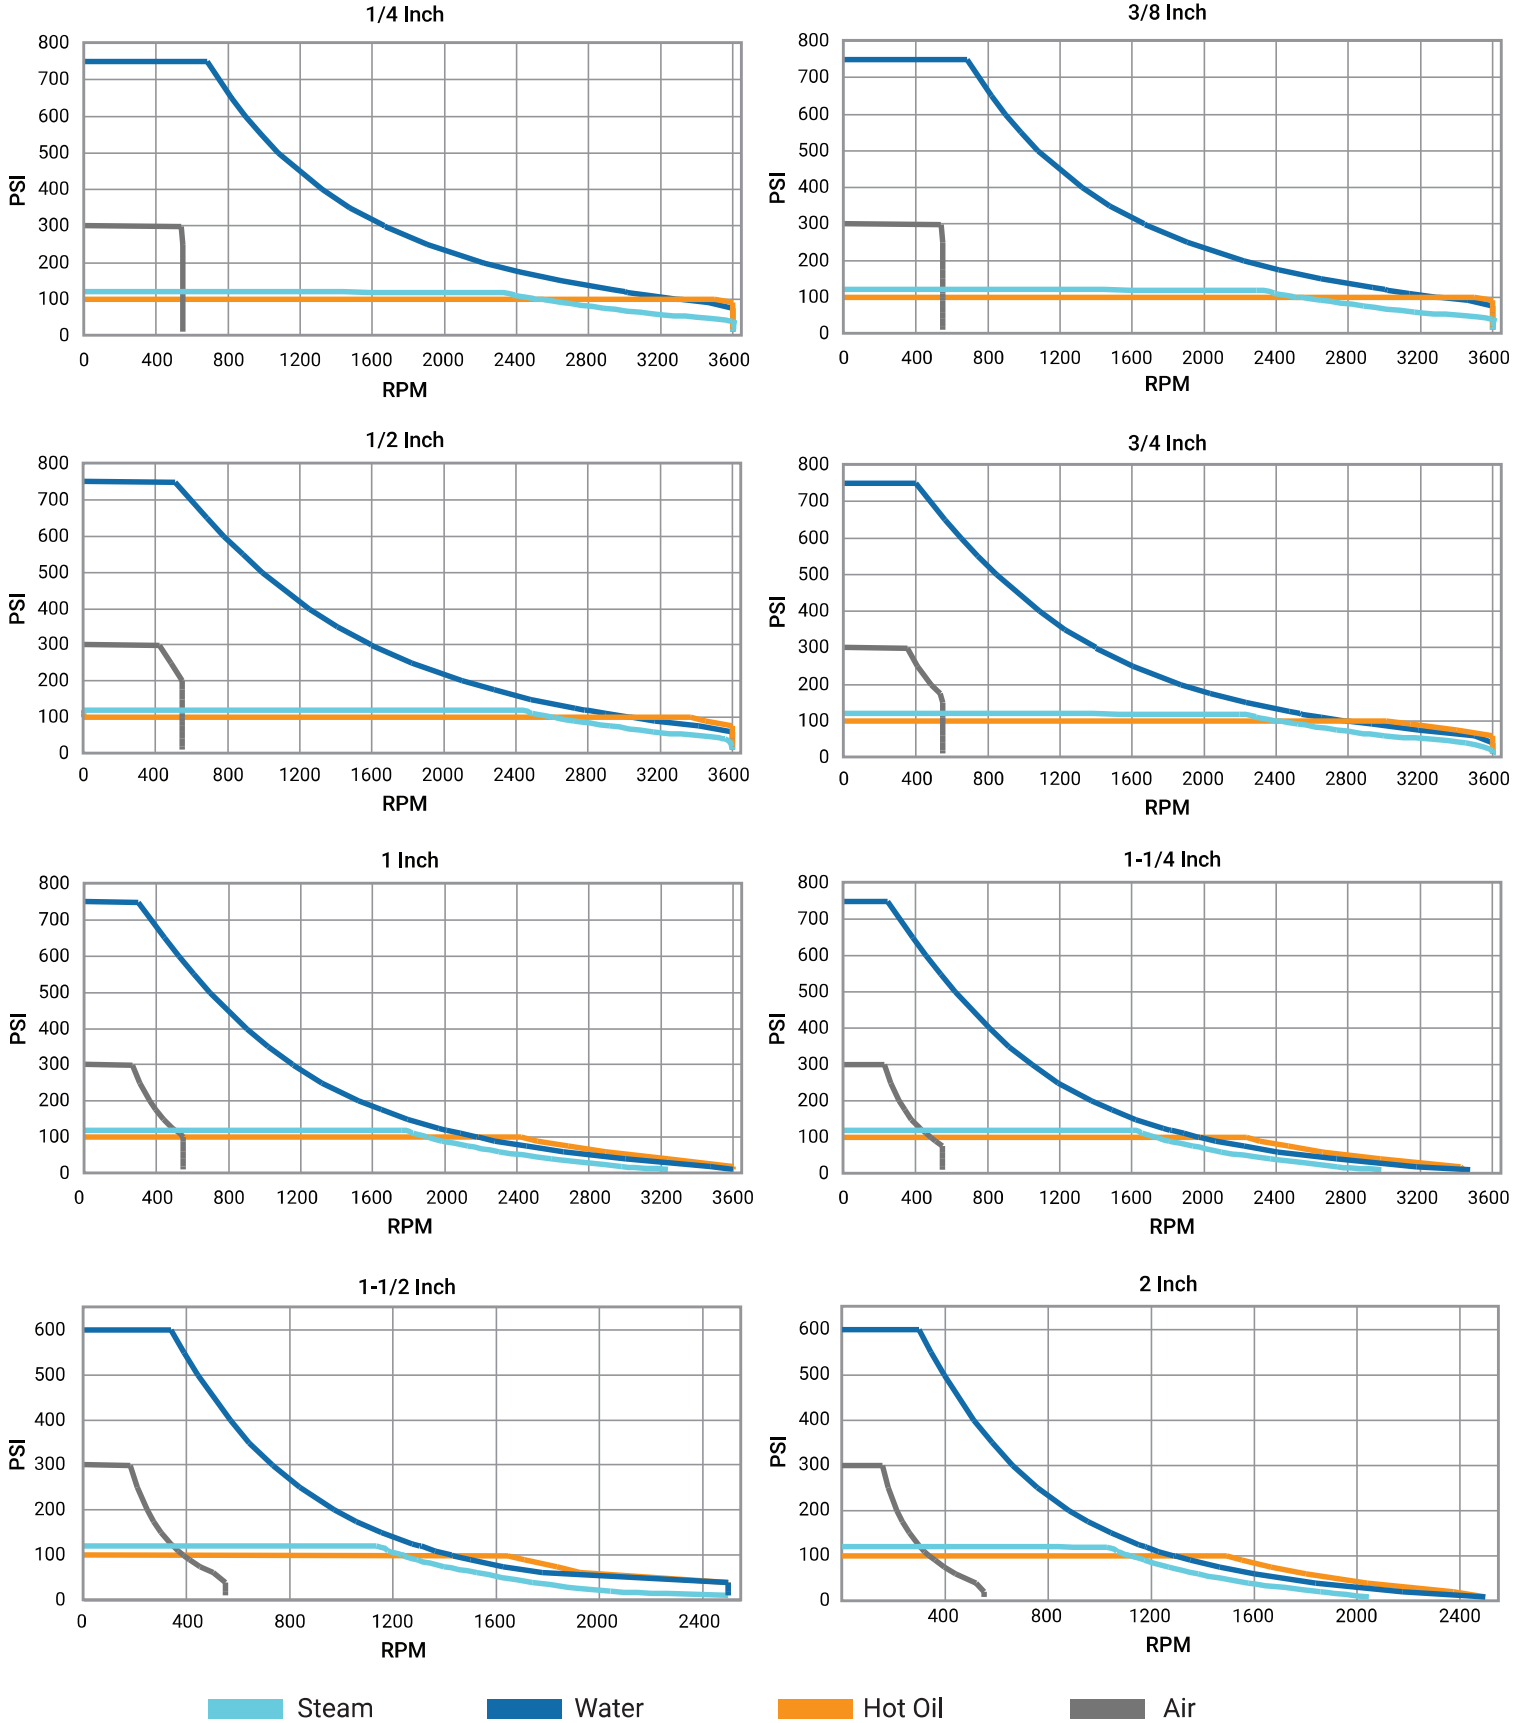 1/4 Inch
800
700
600
500
400
300
200
100
0
PSI
0 400 800 1200 1600 2000 2400 2800 3200 3600
RPM
3/8 Inch
800
700
600
500
400
300
200
100
0
PSI
0 400 800 1200 1600 2000 2400 2800 3200 3600
RPM
1/2 Inch
800
700
600
500
400
300
200
100
0
PSI
0 400 800 1200 1600 2000 2400 2800 3200 3600
RPM
3/4 Inch
800
700
600
500
400
300
200
100
0
PSI
0 400 800 1200 1600 2000 2400 2800 3200 3600
RPM
1 Inch
800
700
600
500
400
300
200
100
0
PSI
0 400 800 1200 1600 2000 2400 2800 3200 3600
RPM
1-1/4 Inch
800
700
600
500
400
300
200
100
0
PSI
0 400 800 1200 1600 2000 2400 2800 3200 3600
RPM
1-1/2 Inch
600
500
400
300
200
100
0
PSI
0 400 800 1200 1600 2000 2400
RPM
2 Inch
600
500
400
300
200
100
0
PSI
400 800 1200 1600 2000 2400
RPM
Steam Water Hot Oil Air